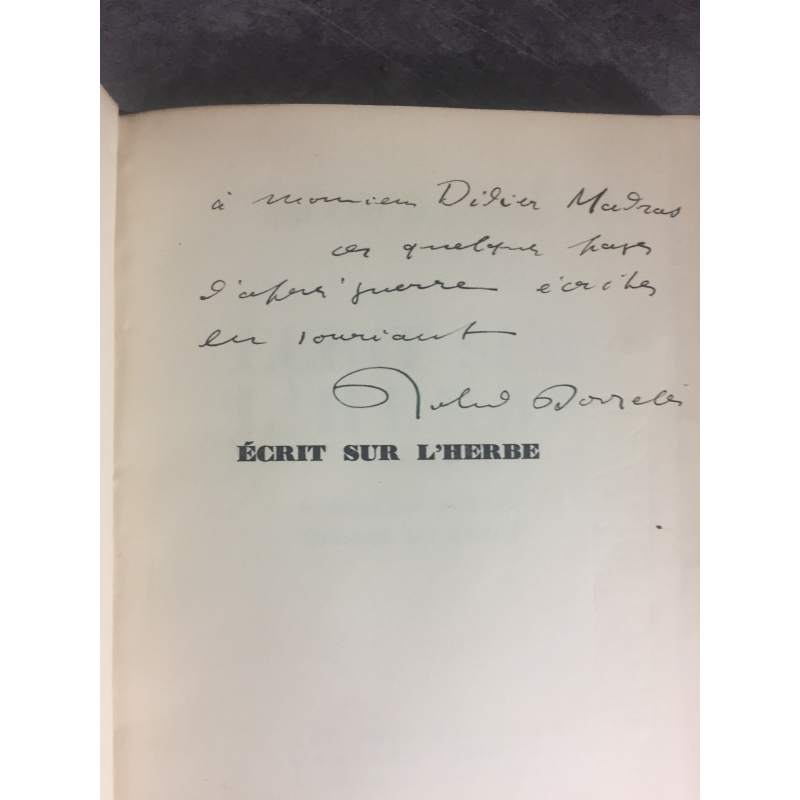 à monsieur Didier Madras
ces quelques pages
d'après guerre écrites
en souriant
Roland Dorgelès
ÉCRIT SUR L'HERBE